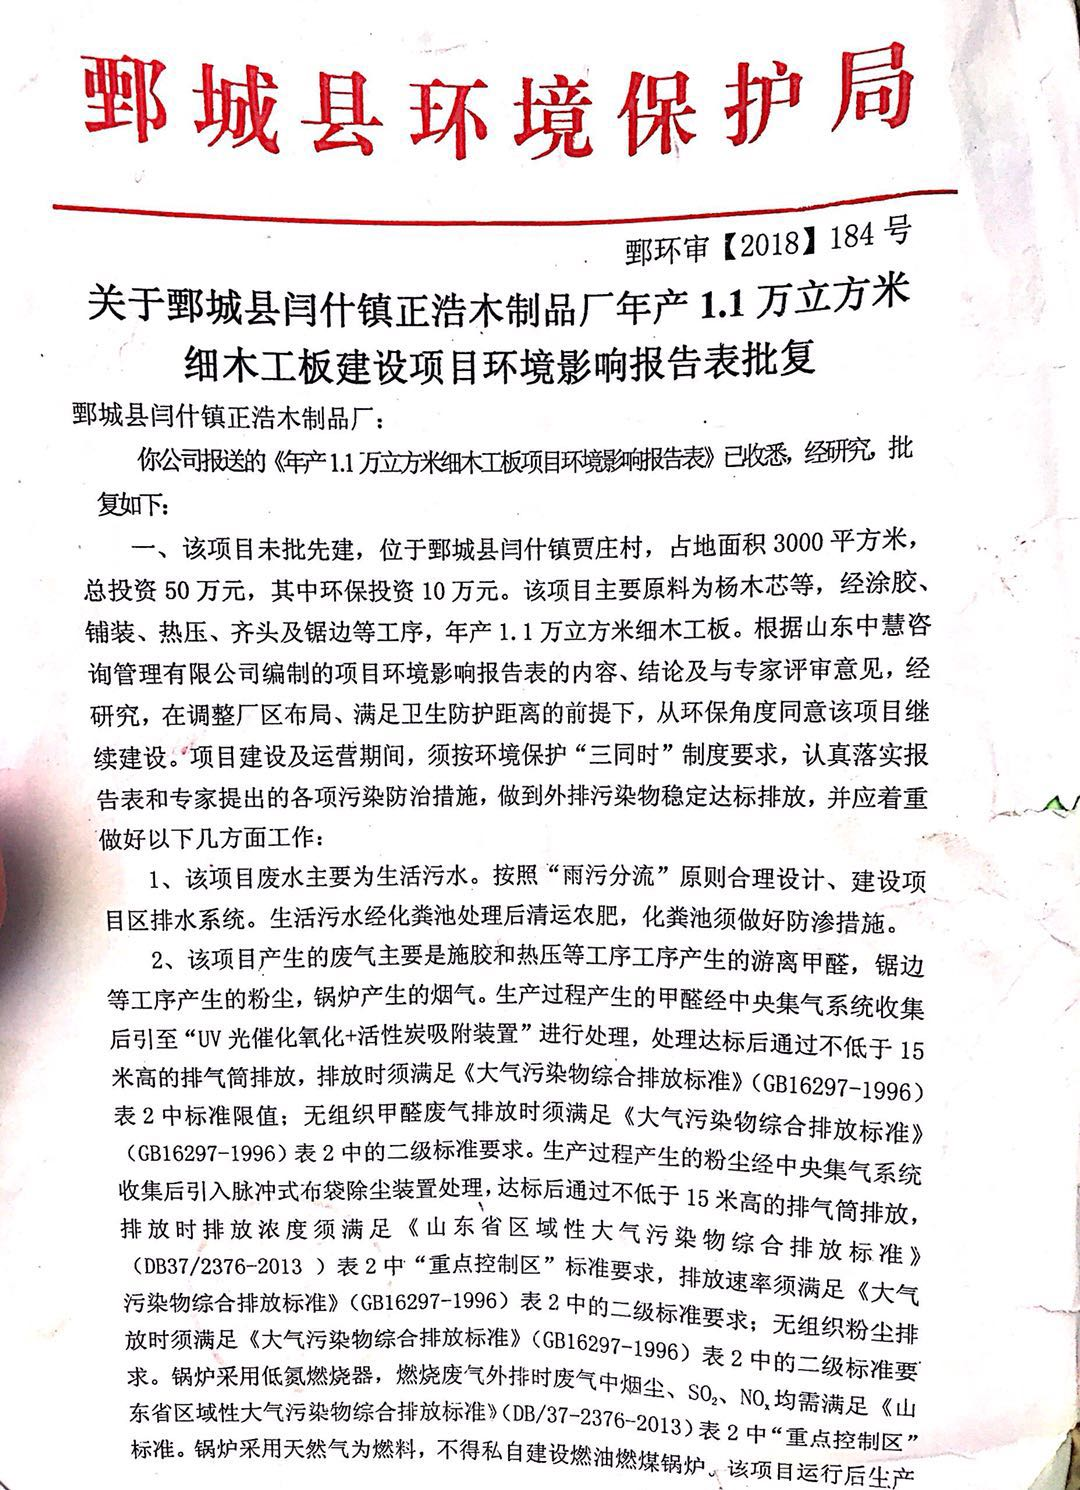 鄄城县环境保护局
鄄环审【2018】184号
关于鄄城县闫什镇正浩木制品厂年产1.1万立方米
细木工板建设项目环境影响报告表批复
鄄城县闫什镇正浩木制品厂：
你公司报送的《年产1.1万立方米细木工板项目环境影响报告表》已收悉，经研究，批
复如下：
一、该项目未批先建，位于鄄城县闫什镇贾庄村，占地面积3000平方米，
总投资50万元，其中环保投资10万元。该项目主要原料为杨木芯等，经涂胶、
铺装、热压、齐头及锯边等工序，年产1.1万立方米细木工板。根据山东中慧咨
询管理有限公司编制的项目环境影响报告表的内容、结论及与专家评审意见，经
研究，在调整厂区布局、满足卫生防护距离的前提下，从环保角度同意该项目继
续建设。项目建设及运营期间，须按环境保护“三同时”制度要求，认真落实报
告表和专家提出的各项污染防治措施，做到外排污染物稳定达标排放，并应着重
做好以下几方面工作：
1、该项目废水主要为生活污水。按照“雨污分流”原则合理设计、建设项
目区排水系统。生活污水经化粪池处理后清运农肥，化粪池须做好防渗措施。
2、该项目产生的废气主要是施胶和热压等工序工序产生的游离甲醛，锯边
等工序产生的粉尘，锅炉产生的烟气。生产过程产生的甲醛经中央集气系统收集
后引至“UV光催化氧化+活性炭吸附装置”进行处理，处理达标后通过不低于15
米高的排气筒排放，排放时须满足《大气污染物综合排放标准》（GB16297-1996）
表2中标准限值；无组织甲醛废气排放时须满足《大气污染物综合排放标准》
（GB16297-1996）表2中的二级标准要求。生产过程产生的粉尘经中央集气系统
收集后引入脉冲式布袋除尘装置处理，达标后通过不低于15米高的排气筒排放，
排放时排放浓度须满足《山东省区域性大气污染物综合排放标准》
（DB37/2376-2013 ）表2中“重点控制区”标准要求，排放速率须满足《大气
污染物综合排放标准》（GB16297-1996）表2中的二级标准要求；无组织粉尘排
放时须满足《大气污染物综合排放标准》（GB16297-1996）表2中的二级标准要
求。锅炉采用低氮燃烧器，燃烧废气外排时废气中烟尘、SO₂、NOₓ均需满足《山
东省区域性大气污染物综合排放标准》（DB/37-2376-2013）表2中“重点控制区”
标准。锅炉采用天然气为燃料，不得私自建设燃油燃煤锅炉。该项目运行后生产